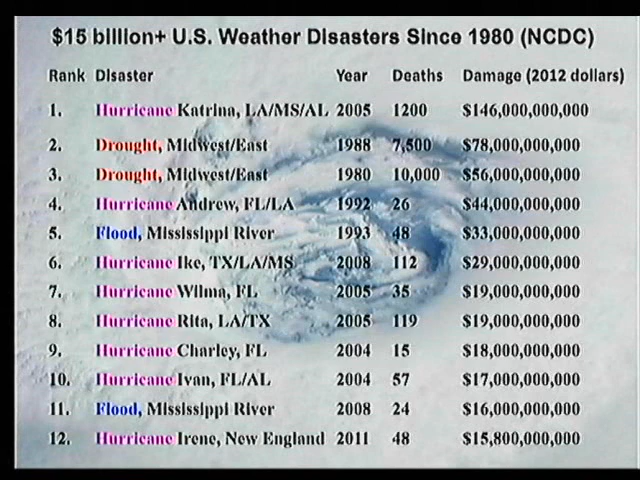 $15 billion+ U.S. Weather Disasters Since 1980 (NCDC)
Rank Disaster Year Deaths Damage (2012 dollars)
1. Hurricane Katrina, LA/MS/AL 2005 1200 $146,000,000,000
2. Drought, Midwest/East 1988 7,500 $78,000,000,000
3. Drought, Midwest/East 1980 10,000 $56,000,000,000
4. Hurricane Andrew, FL/LA 1992 26 $44,000,000,000
5. Flood, Mississippi River 1993 48 $33,000,000,000
6. Hurricane Ike, TX/LA/MS 2008 112 $29,000,000,000
7. Hurricane Wilma, FL 2005 35 $19,000,000,000
8. Hurricane Rita, LA/TX 2005 119 $19,000,000,000
9. Hurricane Charley, FL 2004 15 $18,000,000,000
10. Hurricane Ivan, FL/AL 2004 57 $17,000,000,000
11. Flood, Mississippi River 2008 24 $16,000,000,000
12. Hurricane Irene, New England 2011 48 $15,800,000,000